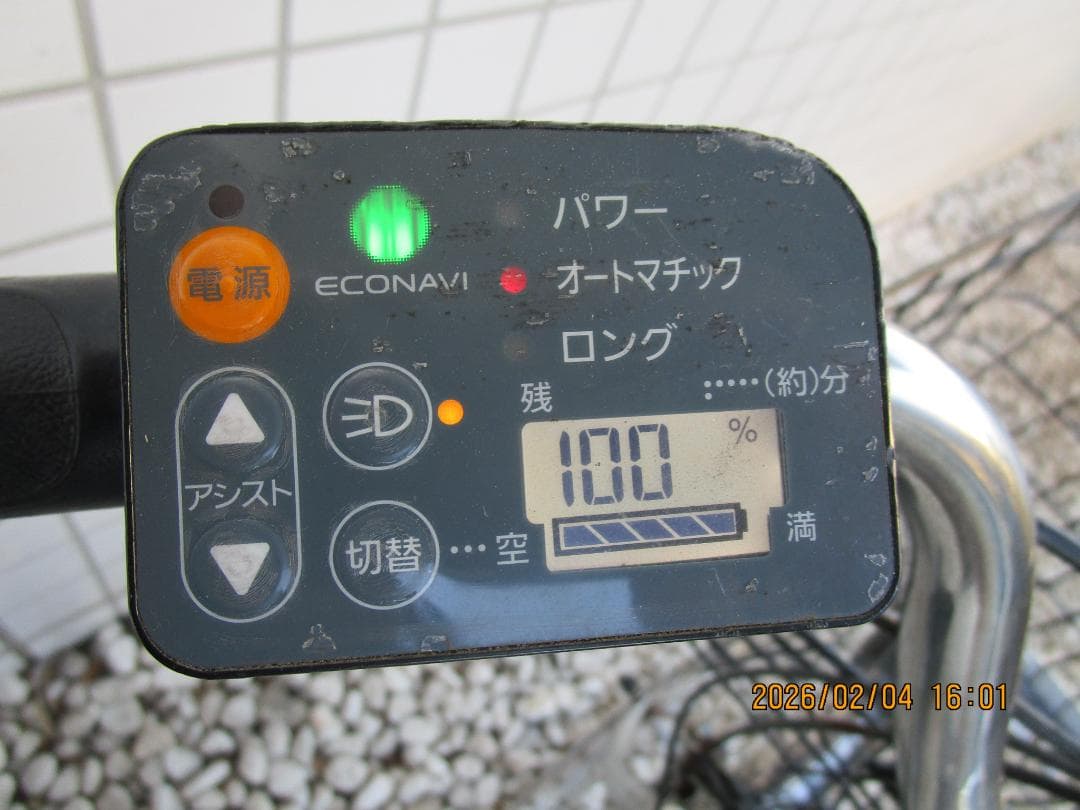 電源
ECONAVI
パワー
オートマチック
ロング
アシスト
切替
残
(約)分
100 %
空
満
2026/02/04 16:01